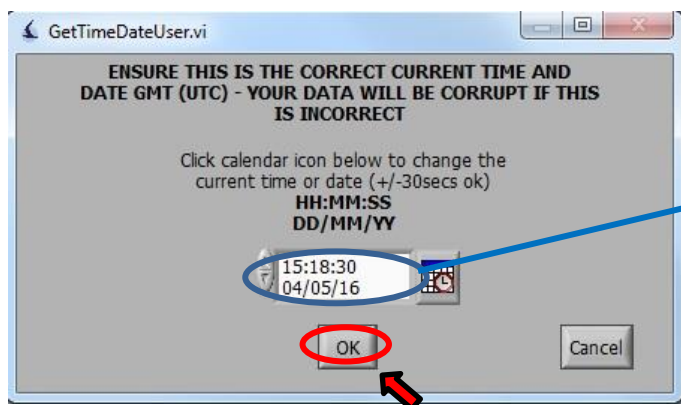 GetTimeDateUser.vi
ENSURE THIS IS THE CORRECT CURRENT TIME AND
DATE GMT (UTC) - YOUR DATA WILL BE CORRUPT IF THIS
IS INCORRECT
Click calendar icon below to change the
current time or date (+/-30secs ok)
HH:MM:SS
DD/MM/YY
15:18:30
04/05/16
OK
Cancel